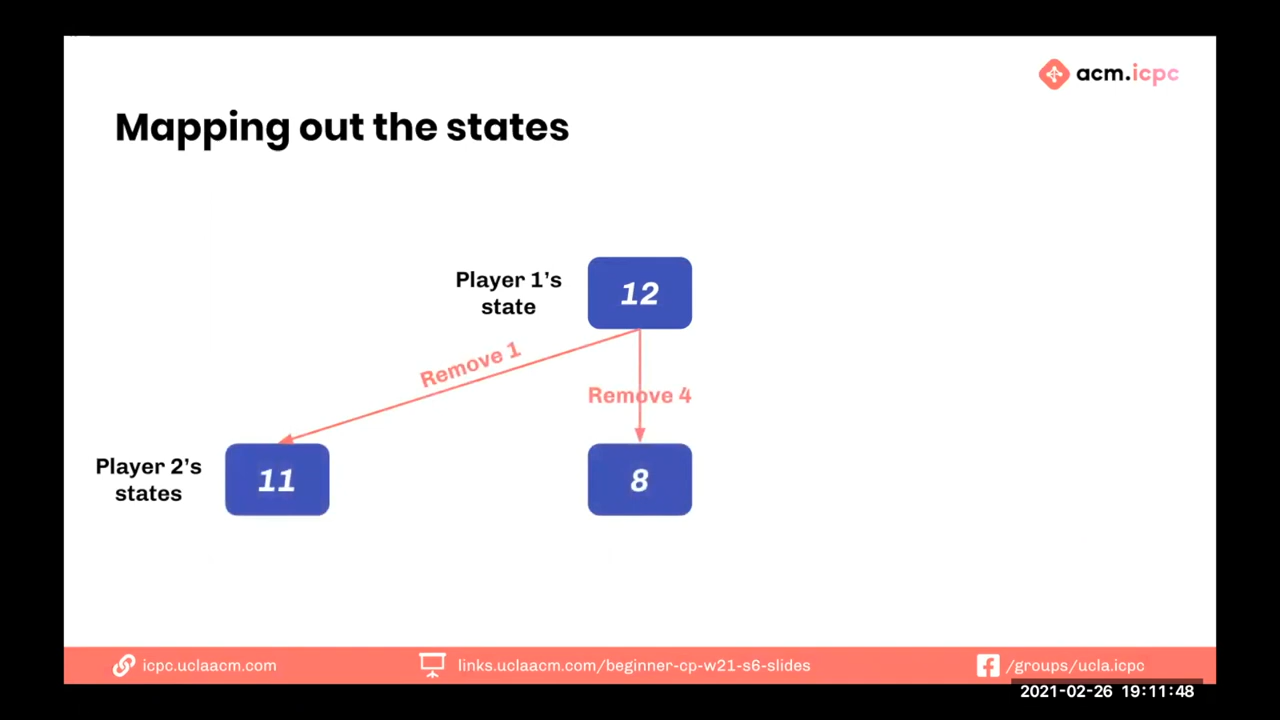 acm.icpc
Mapping out the states
Player 1's
state
12
Remove 1
Remove 4
Player 2's
states
11
8
icpc.uclaacm.com
links.uclaacm.com/beginner-cp-w21-s6-slides
/groups/ucla.icpc
2021-02-26 19:11:48